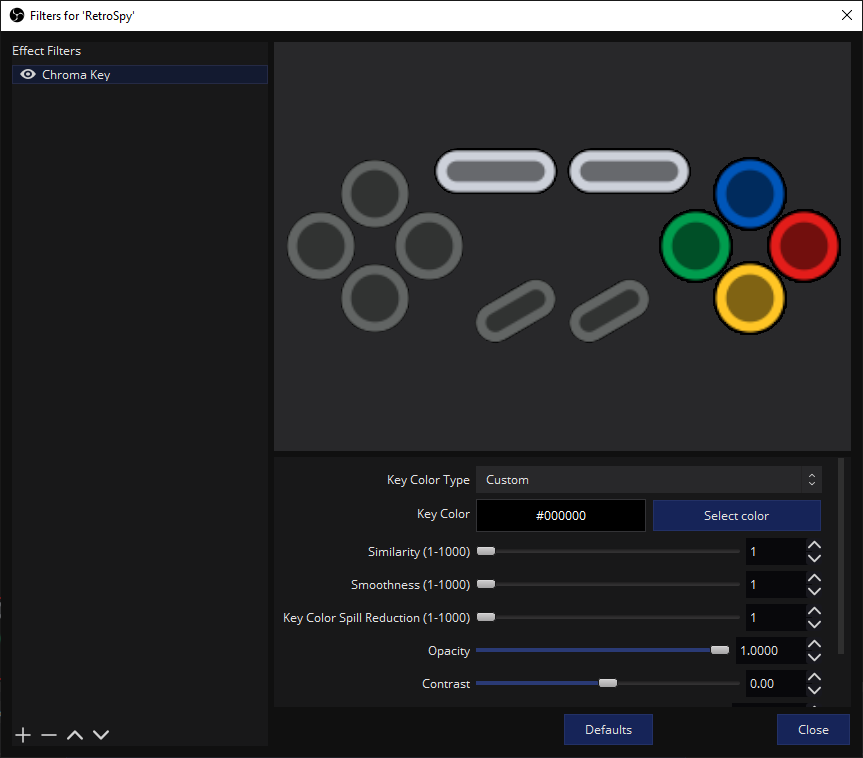 Filters for 'RetroSpy'
Effect Filters
Chroma Key
Key Color Type Custom
Key Color #000000 Select color
Similarity (1-1000) 1
Smoothness (1-1000) 1
Key Color Spill Reduction (1-1000) 1
Opacity 1.0000
Contrast 0.00
Defaults Close